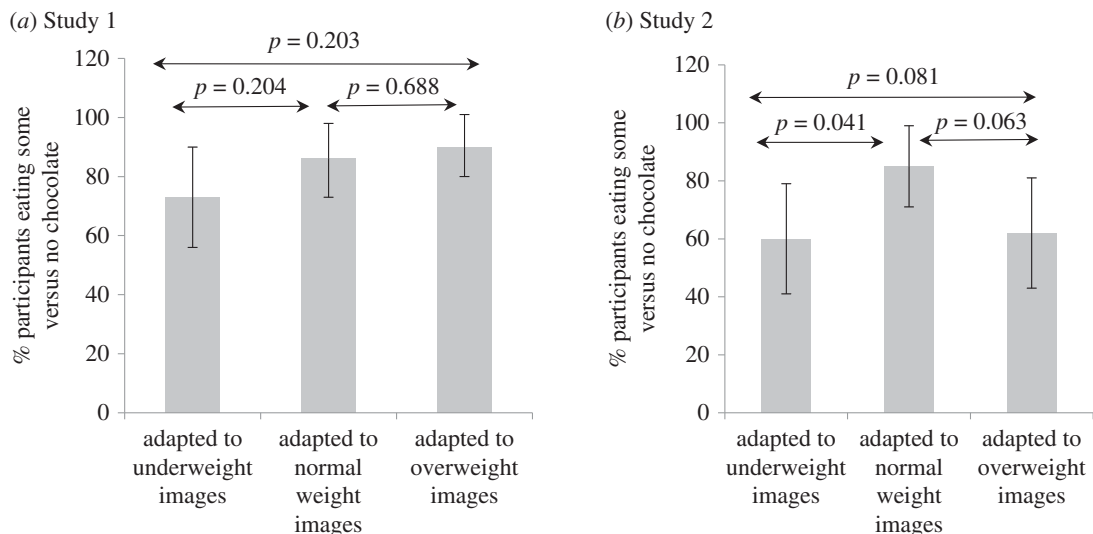 (a) Study 1
% participants eating some
versus no chocolate
120
100
80
60
40
20
0
p = 0.203
p = 0.204
p = 0.688
adapted to
underweight
images
adapted to
normal
weight
images
adapted to
overweight
images
(b) Study 2
% participants eating some
versus no chocolate
120
100
80
60
40
20
0
p = 0.081
p = 0.041
p = 0.063
adapted to
underweight
images
adapted to
normal
weight
images
adapted to
overweight
images